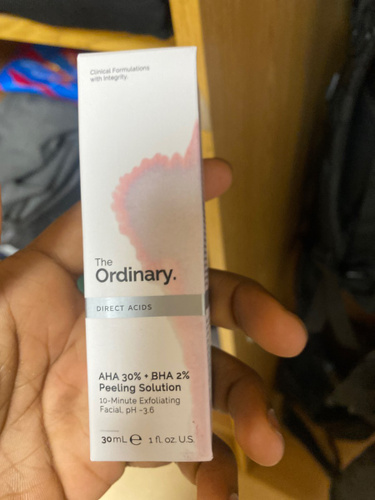 Clinical Formulations
with Integrity.
The
Ordinary.
DIRECT ACIDS
AHA 30% + BHA 2%
Peeling Solution
10-Minute Exfoliating
Facial, pH ~3.6
30mL e 1 fl. oz. U.S.